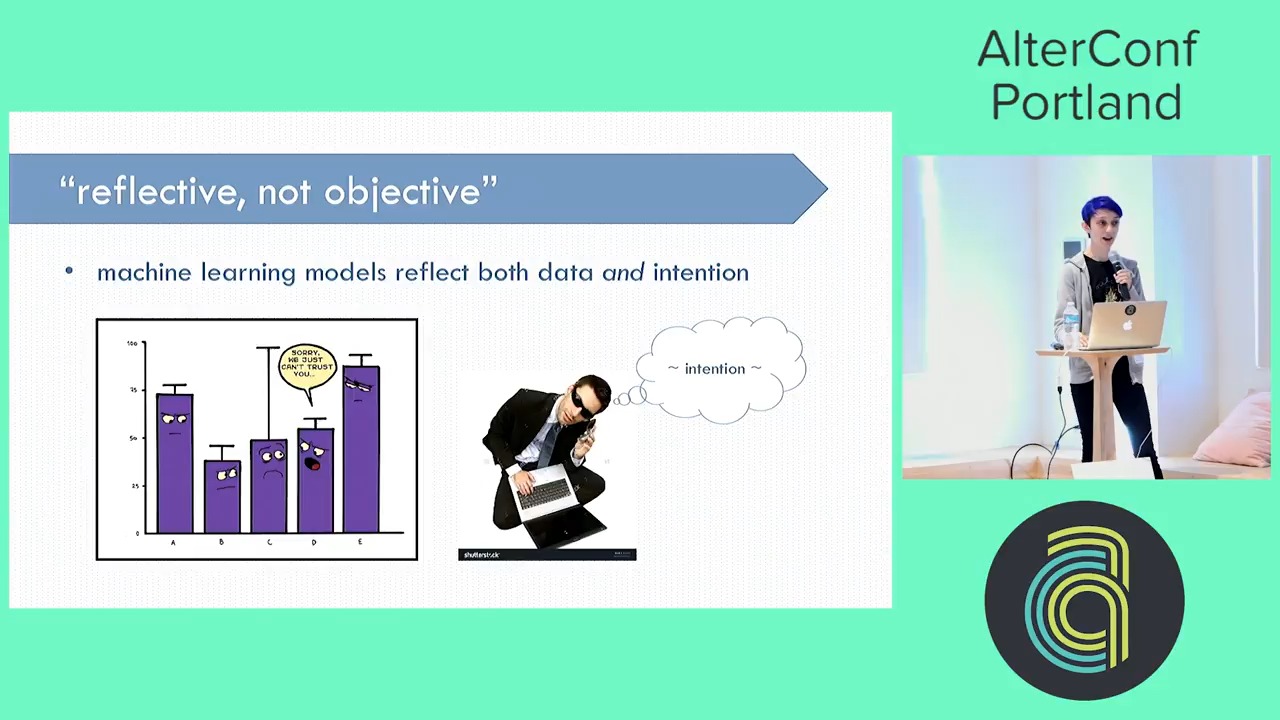 AlterConf
Portland
“reflective, not objective”
• machine learning models reflect both data and intention
100
75
50
25
0
SORRY,
WE JUST
CAN'T TRUST
YOU...
A B C D E
~ intention ~
shutterstock